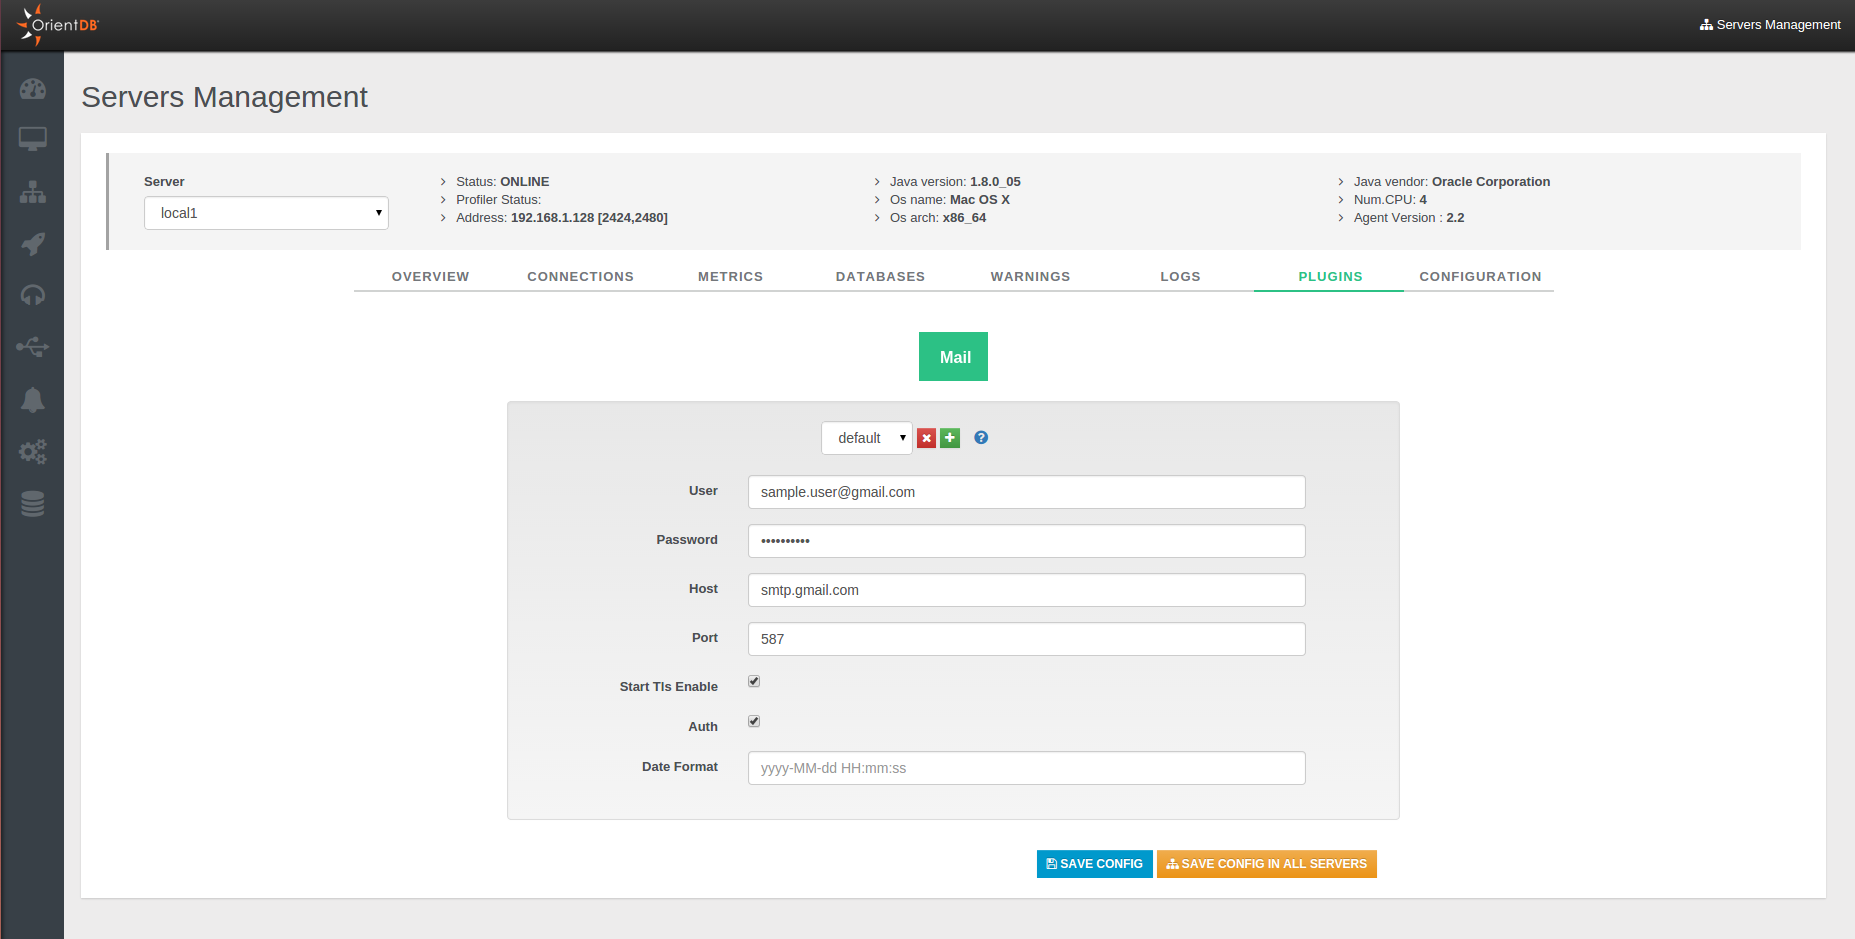 OrientDB
Servers Management
Servers Management
Server
local1
Status: ONLINE
Profiler Status:
Address: 192.168.1.128 [2424,2480]
Java version: 1.8.0_05
Os name: Mac OS X
Os arch: x86_64
Java vendor: Oracle Corporation
Num.CPU: 4
Agent Version : 2.2
OVERVIEW CONNECTIONS METRICS DATABASES WARNINGS LOGS PLUGINS CONFIGURATION
Mail
default
User
sample.user@gmail.com
Password
••••••••••
Host
smtp.gmail.com
Port
587
Start Tls Enable
Auth
Date Format
yyyy-MM-dd HH:mm:ss
SAVE CONFIG
SAVE CONFIG IN ALL SERVERS